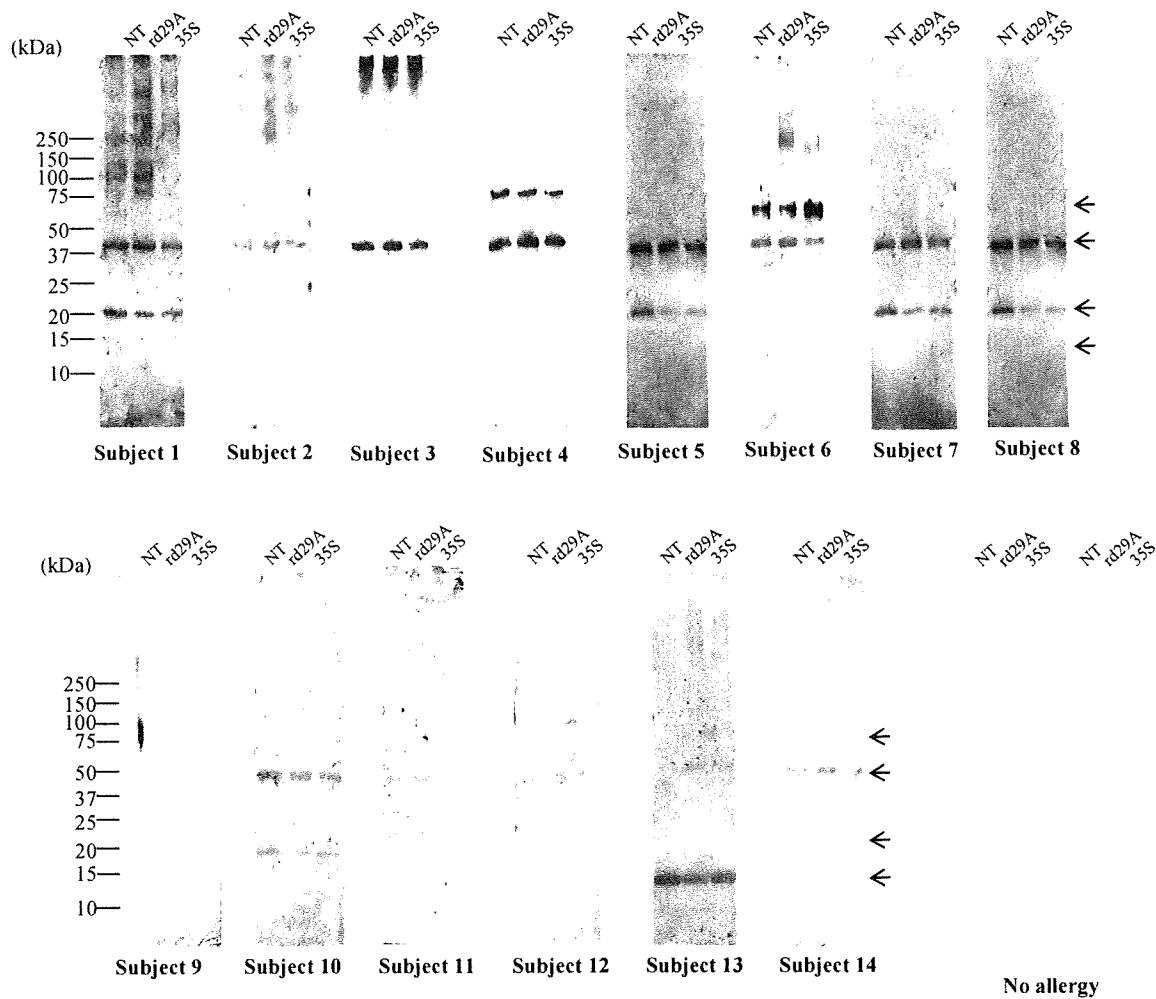 (kDa)
NT rd29A 35S
NT rd29A 35S
NT rd29A 35S
NT rd29A 35S
NT rd29A 35S
NT rd29A 35S
NT rd29A 35S
NT rd29A 35S
250
150
100
75
50
37
25
20
15
10
Subject 1 Subject 2 Subject 3 Subject 4 Subject 5 Subject 6 Subject 7 Subject 8
(kDa)
NT rd29A 35S
NT rd29A 35S
NT rd29A 35S
NT rd29A 35S
NT rd29A 35S
NT rd29A 35S
NT rd29A 35S
NT rd29A 35S
250
150
100
75
50
37
25
20
15
10
Subject 9 Subject 10 Subject 11 Subject 12 Subject 13 Subject 14
No allergy